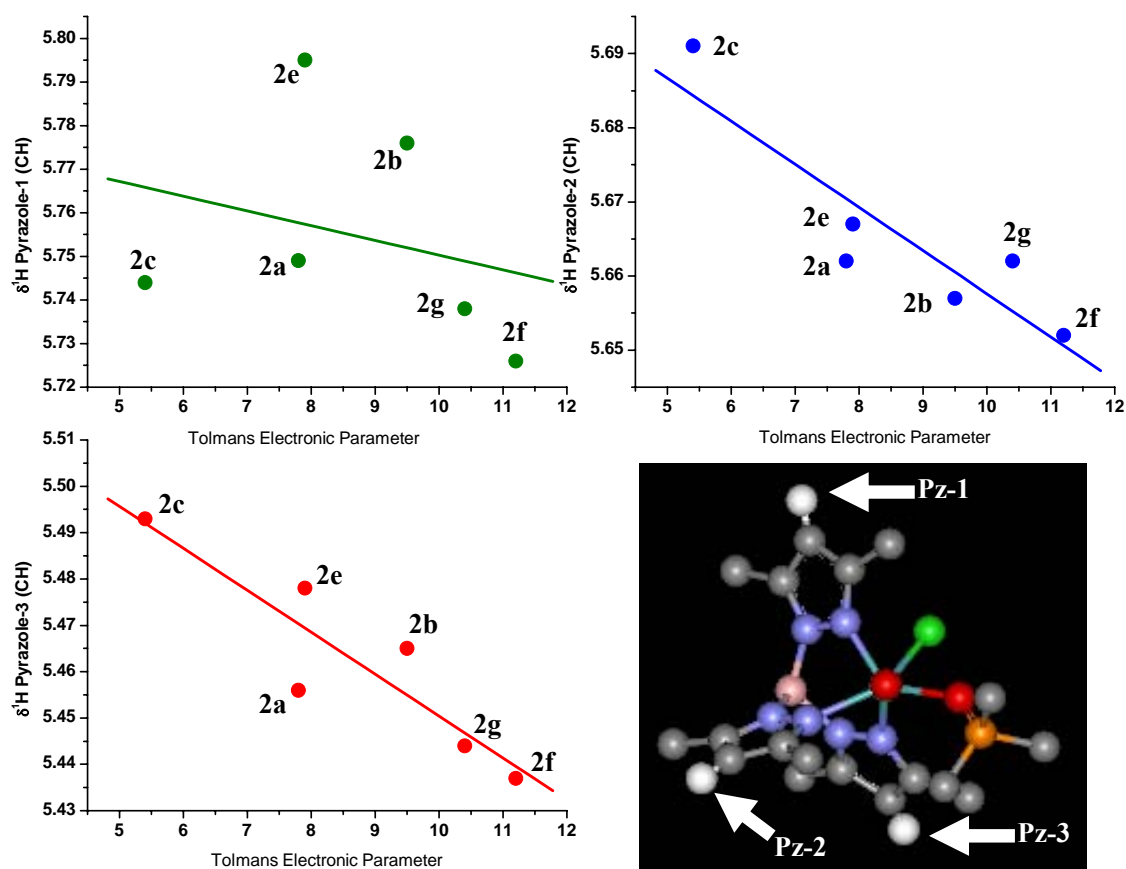 δ¹H Pyrazole-1 (CH)
5.80
5.79
5.78
5.77
5.76
5.75
5.74
5.73
5.72
2e
2b
2c
2a
2g
2f
5 6 7 8 9 10 11 12
Tolmans Electronic Parameter
δ¹H Pyrazole-2 (CH)
5.69
5.68
5.67
5.66
5.65
2c
2e
2g
2a
2b
2f
5 6 7 8 9 10 11 12
Tolmans Electronic Parameter
δ¹H Pyrazole-3 (CH)
5.51
5.50
5.49
5.48
5.47
5.46
5.45
5.44
5.43
2c
2e
2b
2a
2g
2f
5 6 7 8 9 10 11 12
Tolmans Electronic Parameter
Pz-1
Pz-2
Pz-3